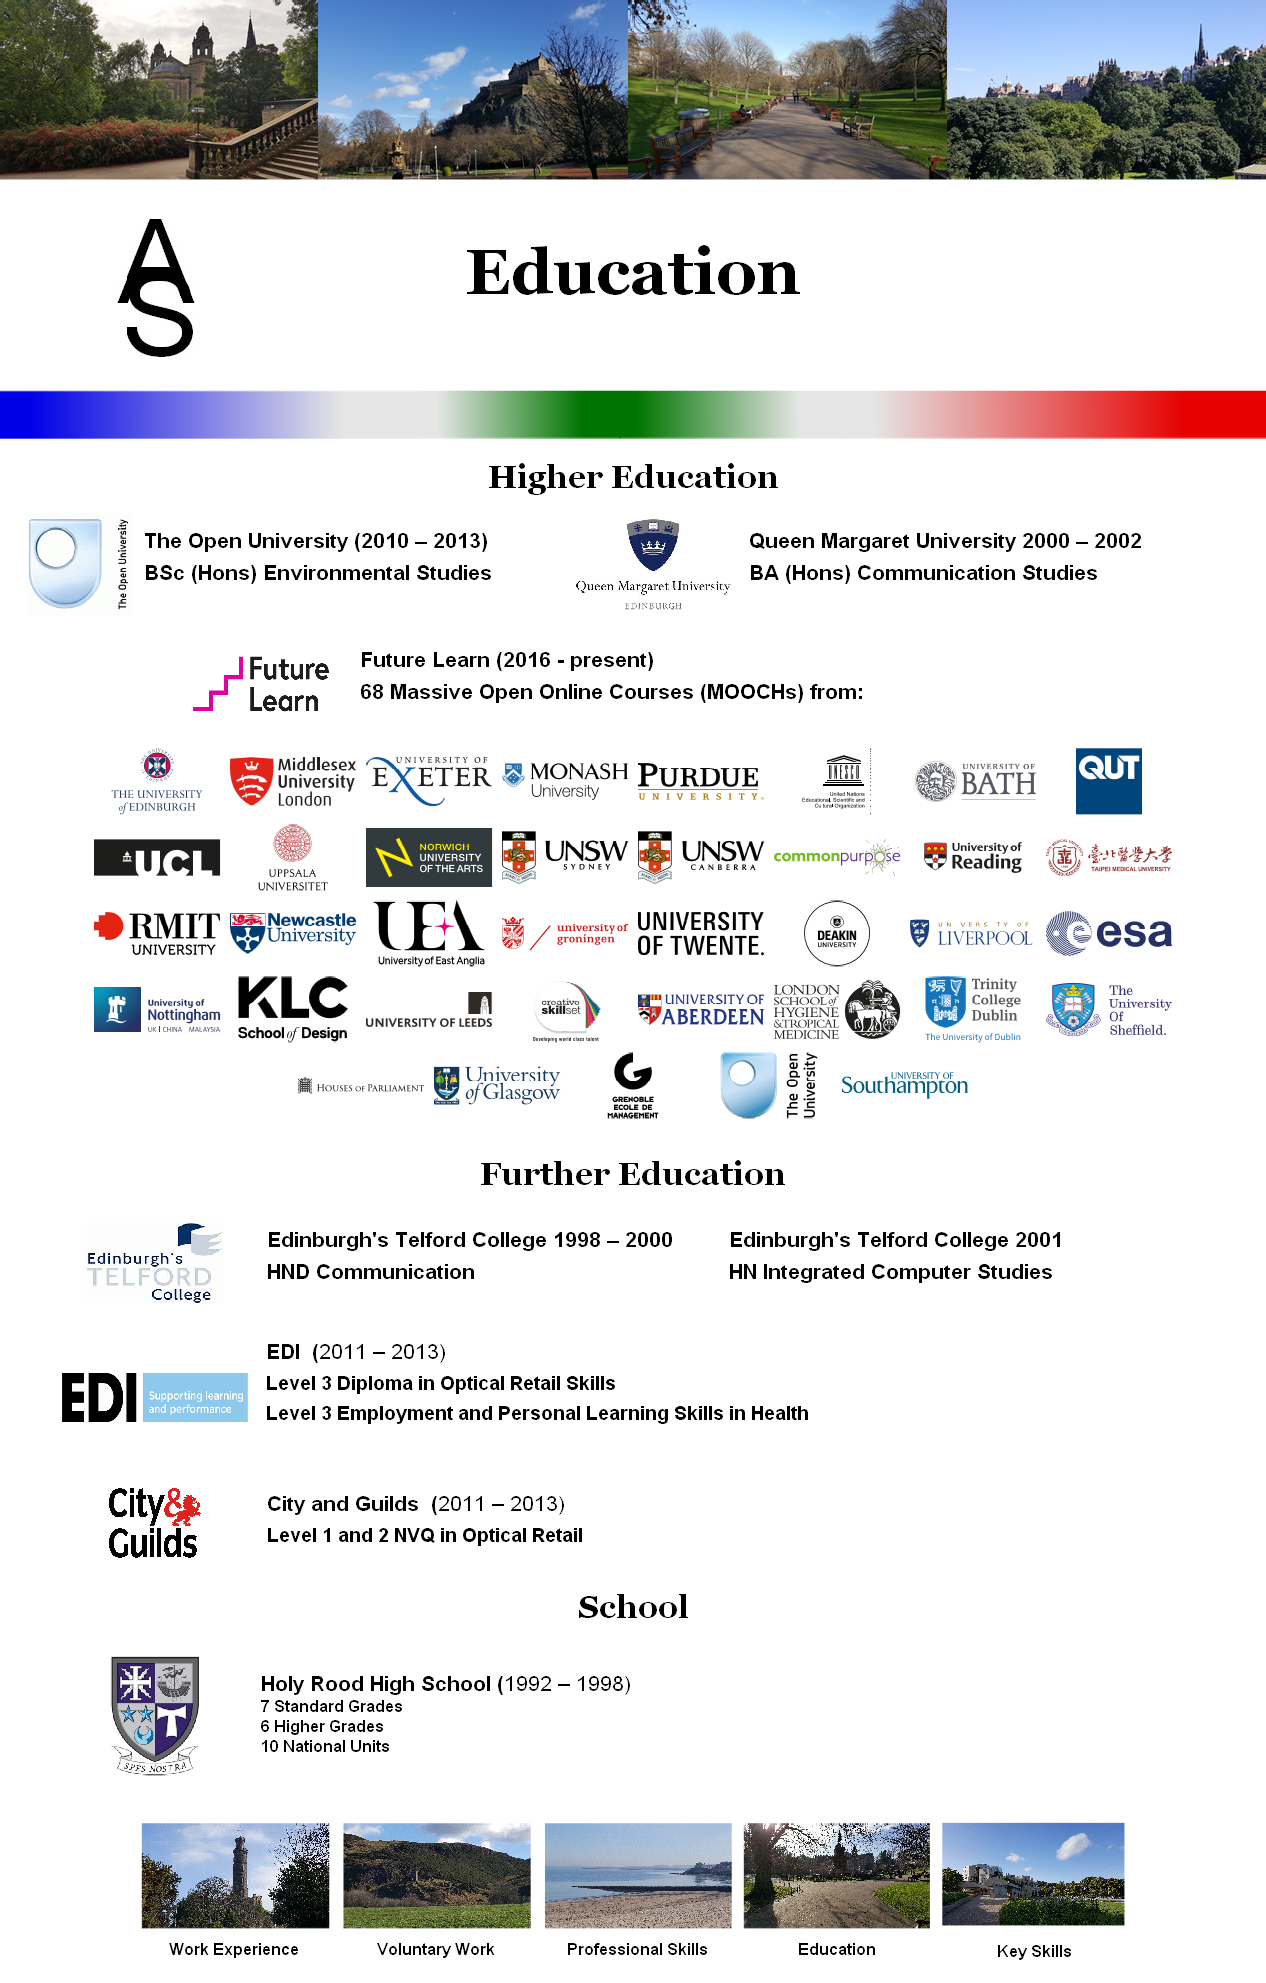 AS
Education
Higher Education
The Open University
The Open University (2010 – 2013)
BSc (Hons) Environmental Studies
Queen Margaret University
EDINBURGH
Queen Margaret University 2000 – 2002
BA (Hons) Communication Studies
Future
Learn
Future Learn (2016 - present)
68 Massive Open Online Courses (MOOCHs) from:
THE UNIVERSITY
of EDINBURGH
Middlesex
University
London
UNIVERSITY OF
EXETER
MONASH
University
PURDUE
UNIVERSITY.
UNESCO
United Nations
Educational, Scientific and
Cultural Organization
UNIVERSITY OF
BATH
QUT
UCL
UPPSALA
UNIVERSITET
NORWICH
UNIVERSITY
OF THE ARTS
UNSW
SYDNEY
UNSW
CANBERRA
commonpurpose
University of
Reading
臺北醫學大學
TAIPEI MEDICAL UNIVERSITY
RMIT
UNIVERSITY
Newcastle
University
UEA
University of East Anglia
university of
groningen
UNIVERSITY
OF TWENTE.
DEAKIN
UNIVERSITY
UNIVERSITY OF
LIVERPOOL
esa
University of
Nottingham
UK | CHINA MALAYSIA
KLC
School of Design
UNIVERSITY OF LEEDS
creative
skillset
Developing world class talent
UNIVERSITY OF
ABERDEEN
LONDON
SCHOOL of
HYGIENE
&TROPICAL
MEDICINE
Trinity
College
Dublin
The University of Dublin
The
University
Of
Sheffield.
HOUSES OF PARLIAMENT
University
of Glasgow
GRENOBLE
ECOLE DE
MANAGEMENT
The Open
University
UNIVERSITY OF
Southampton
Further Education
Edinburgh's
TELFORD
College
Edinburgh's Telford College 1998 – 2000
HND Communication
Edinburgh's Telford College 2001
HN Integrated Computer Studies
EDI
Supporting learning
and performance
EDI (2011 – 2013)
Level 3 Diploma in Optical Retail Skills
Level 3 Employment and Personal Learning Skills in Health
City&
Guilds
City and Guilds (2011 – 2013)
Level 1 and 2 NVQ in Optical Retail
School
SPES NOSTRA
Holy Rood High School (1992 – 1998)
7 Standard Grades
6 Higher Grades
10 National Units
Work Experience
Voluntary Work
Professional Skills
Education
Key Skills